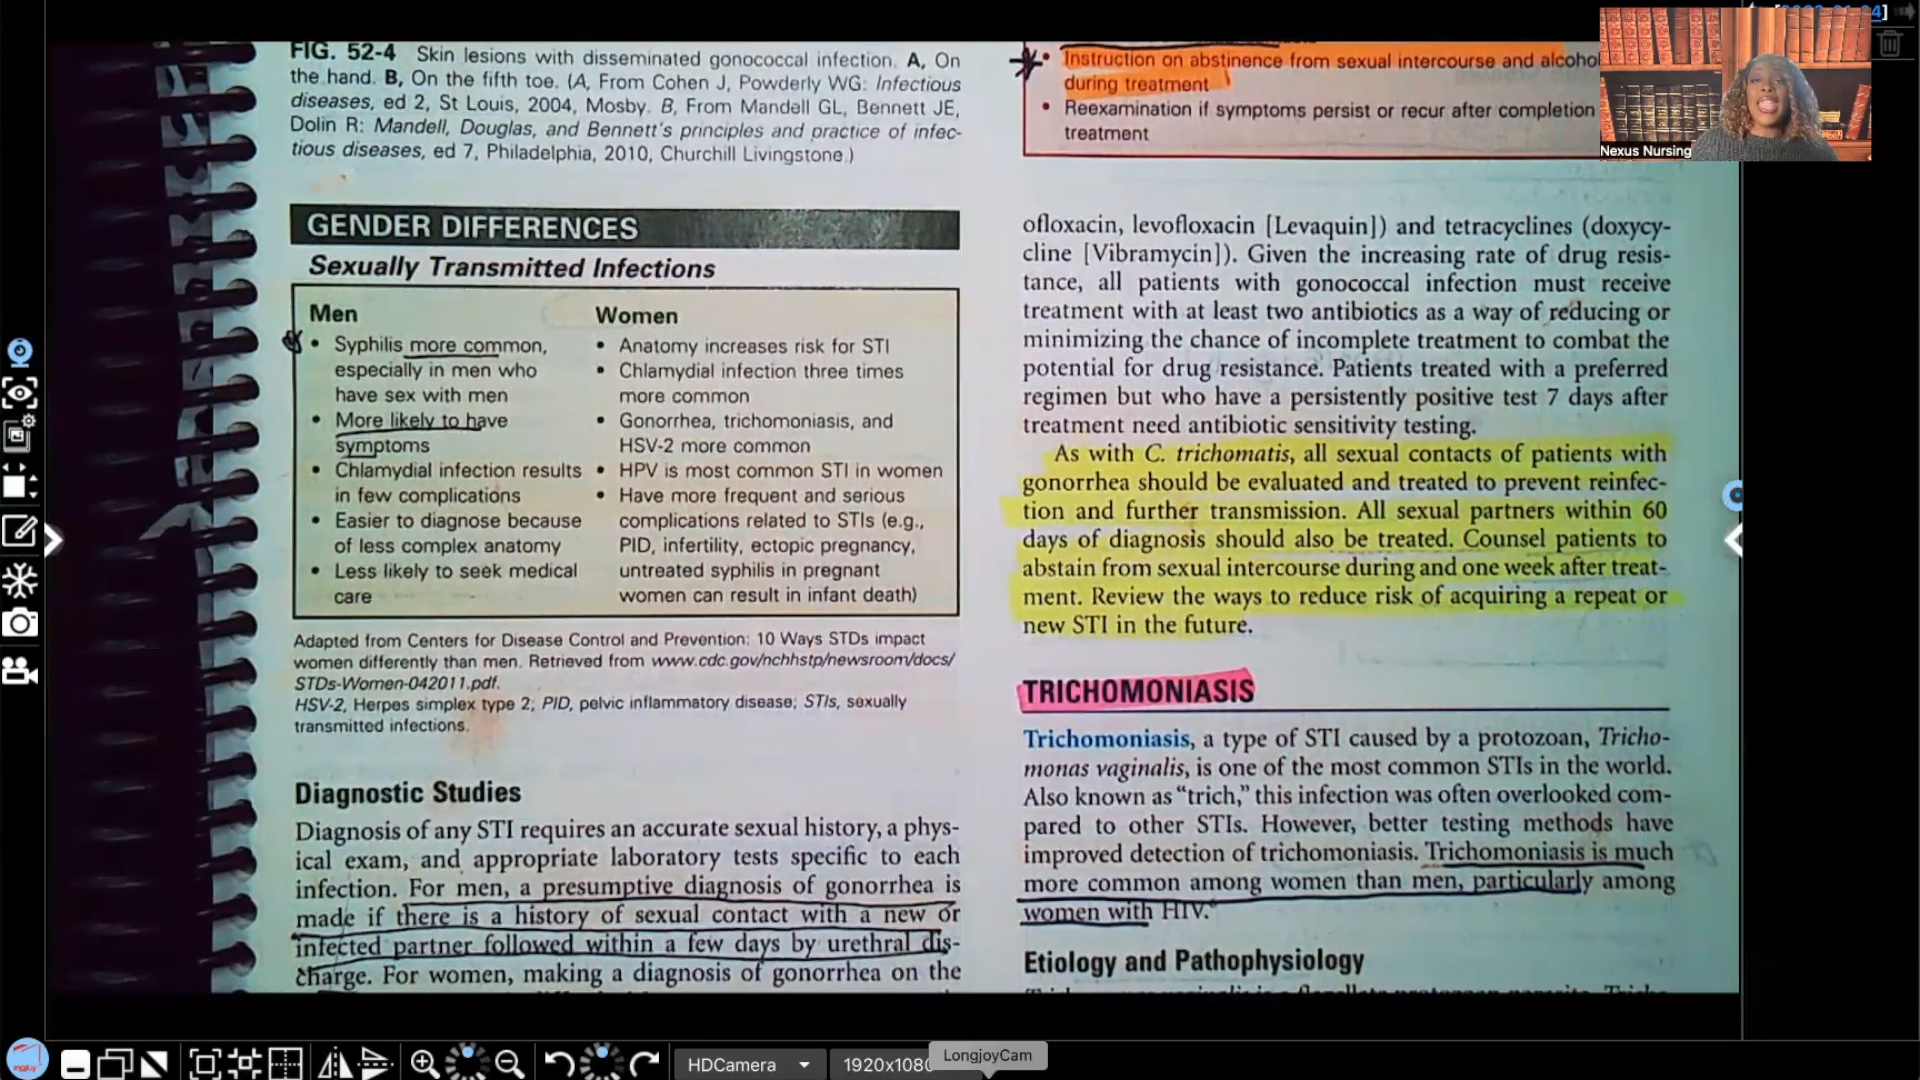 FIG. 52-4 Skin lesions with disseminated gonococcal infection. A, On
the hand. B, On the fifth toe. (A, From Cohen J, Powderly WG: Infectious
diseases, ed 2, St Louis, 2004, Mosby. B, From Mandell GL, Bennett JE,
Dolin R: Mandell, Douglas, and Bennett's principles and practice of infec-
tious diseases, ed 7, Philadelphia, 2010, Churchill Livingstone.)
GENDER DIFFERENCES
Sexually Transmitted Infections
Men
• Syphilis more common,
especially in men who
have sex with men
• More likely to have
symptoms
• Chlamydial infection results
in few complications
• Easier to diagnose because
of less complex anatomy
• Less likely to seek medical
care
Women
• Anatomy increases risk for STI
• Chlamydial infection three times
more common
• Gonorrhea, trichomoniasis, and
HSV-2 more common
• HPV is most common STI in women
• Have more frequent and serious
complications related to STIs (e.g.,
PID, infertility, ectopic pregnancy,
untreated syphilis in pregnant
women can result in infant death)
Adapted from Centers for Disease Control and Prevention: 10 Ways STDs impact
women differently than men. Retrieved from www.cdc.gov/nchhstp/newsroom/docs/
STDs-Women-042011.pdf.
HSV-2, Herpes simplex type 2; PID, pelvic inflammatory disease; STIs, sexually
transmitted infections.
Diagnostic Studies
Diagnosis of any STI requires an accurate sexual history, a phys-
ical exam, and appropriate laboratory tests specific to each
infection. For men, a presumptive diagnosis of gonorrhea is
made if there is a history of sexual contact with a new or
infected partner followed within a few days by urethral dis-
charge. For women, making a diagnosis of gonorrhea on the
• Instruction on abstinence from sexual intercourse and alcohol
during treatment
• Reexamination if symptoms persist or recur after completion
treatment
ofloxacin, levofloxacin [Levaquin]) and tetracyclines (doxycy-
cline [Vibramycin]). Given the increasing rate of drug resis-
tance, all patients with gonococcal infection must receive
treatment with at least two antibiotics as a way of reducing or
minimizing the chance of incomplete treatment to combat the
potential for drug resistance. Patients treated with a preferred
regimen but who have a persistently positive test 7 days after
treatment need antibiotic sensitivity testing.
As with C. trichomatis, all sexual contacts of patients with
gonorrhea should be evaluated and treated to prevent reinfec-
tion and further transmission. All sexual partners within 60
days of diagnosis should also be treated. Counsel patients to
abstain from sexual intercourse during and one week after treat-
ment. Review the ways to reduce risk of acquiring a repeat or
new STI in the future.
TRICHOMONIASIS
Trichomoniasis, a type of STI caused by a protozoan, Tricho-
monas vaginalis, is one of the most common STIs in the world.
Also known as “trich,” this infection was often overlooked com-
pared to other STIs. However, better testing methods have
improved detection of trichomoniasis. Trichomoniasis is much
more common among women than men, particularly among
women with HIV.
Etiology and Pathophysiology
Nexus Nursing
HDCamera
1920x1080
LongjoyCam